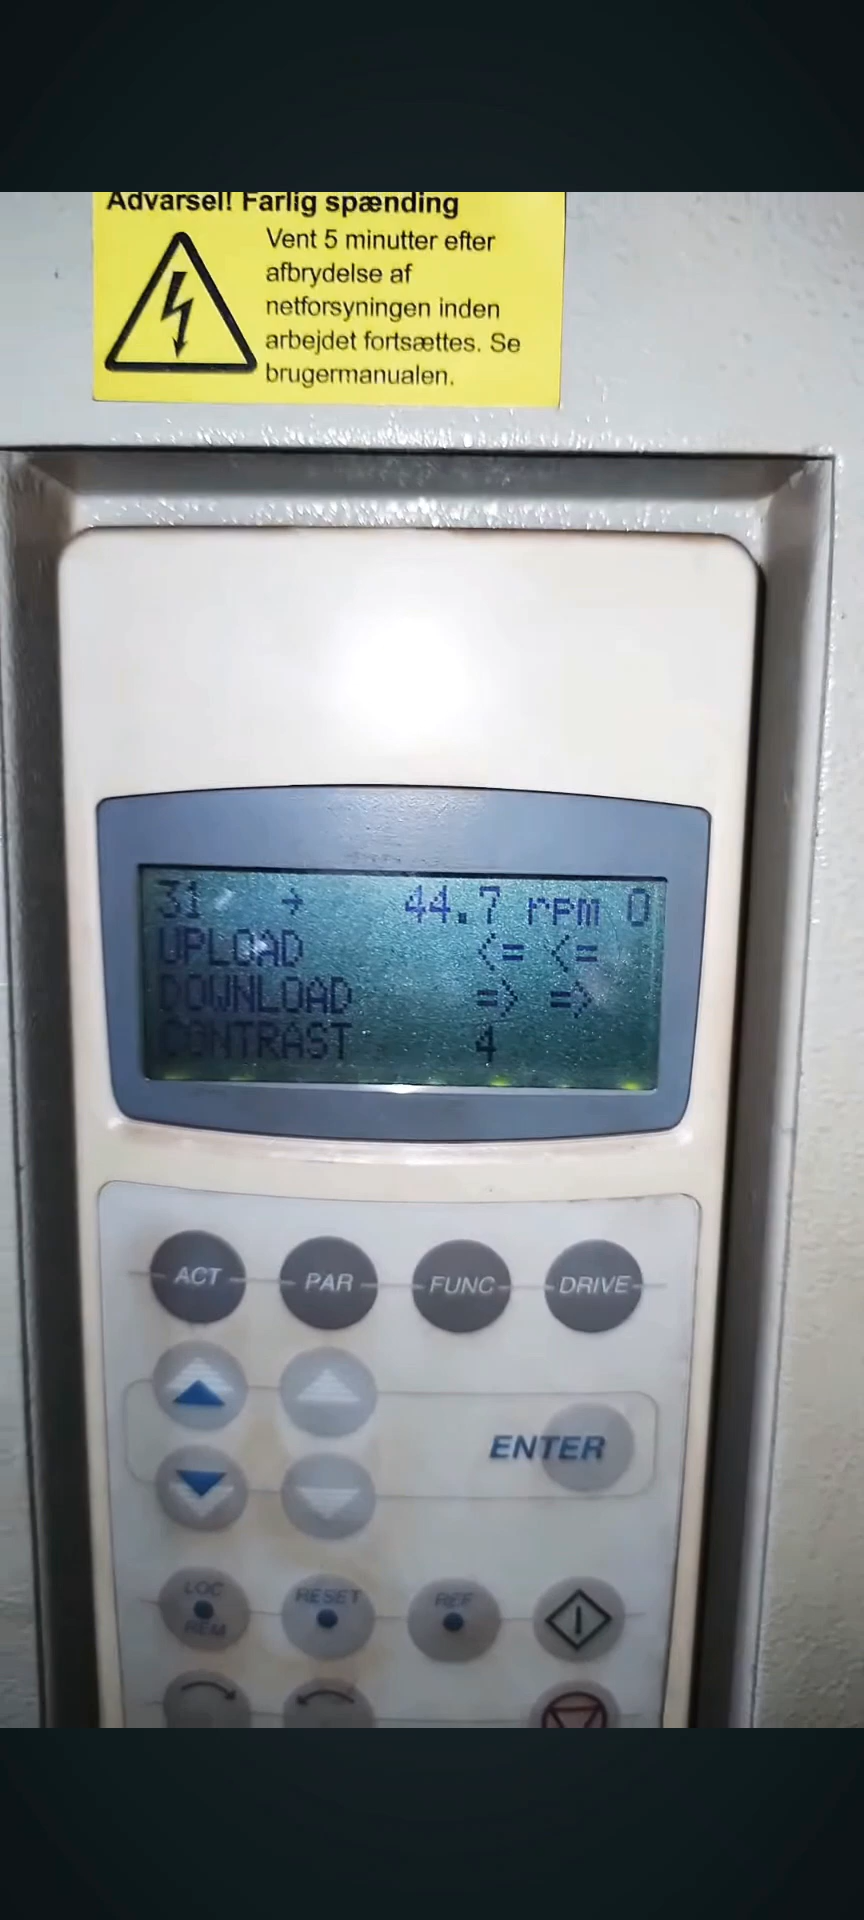 Advarsel! Farlig spænding
Vent 5 minutter efter
afbrydelse af
netforsyningen inden
arbejdet fortsættes. Se
brugermanualen.
31 → 44.7 rpm 0
UPLOAD <= <=
DOWNLOAD => =>
CONTRAST 4
ACT PAR FUNC DRIVE
ENTER
LOC RESET REF
REM